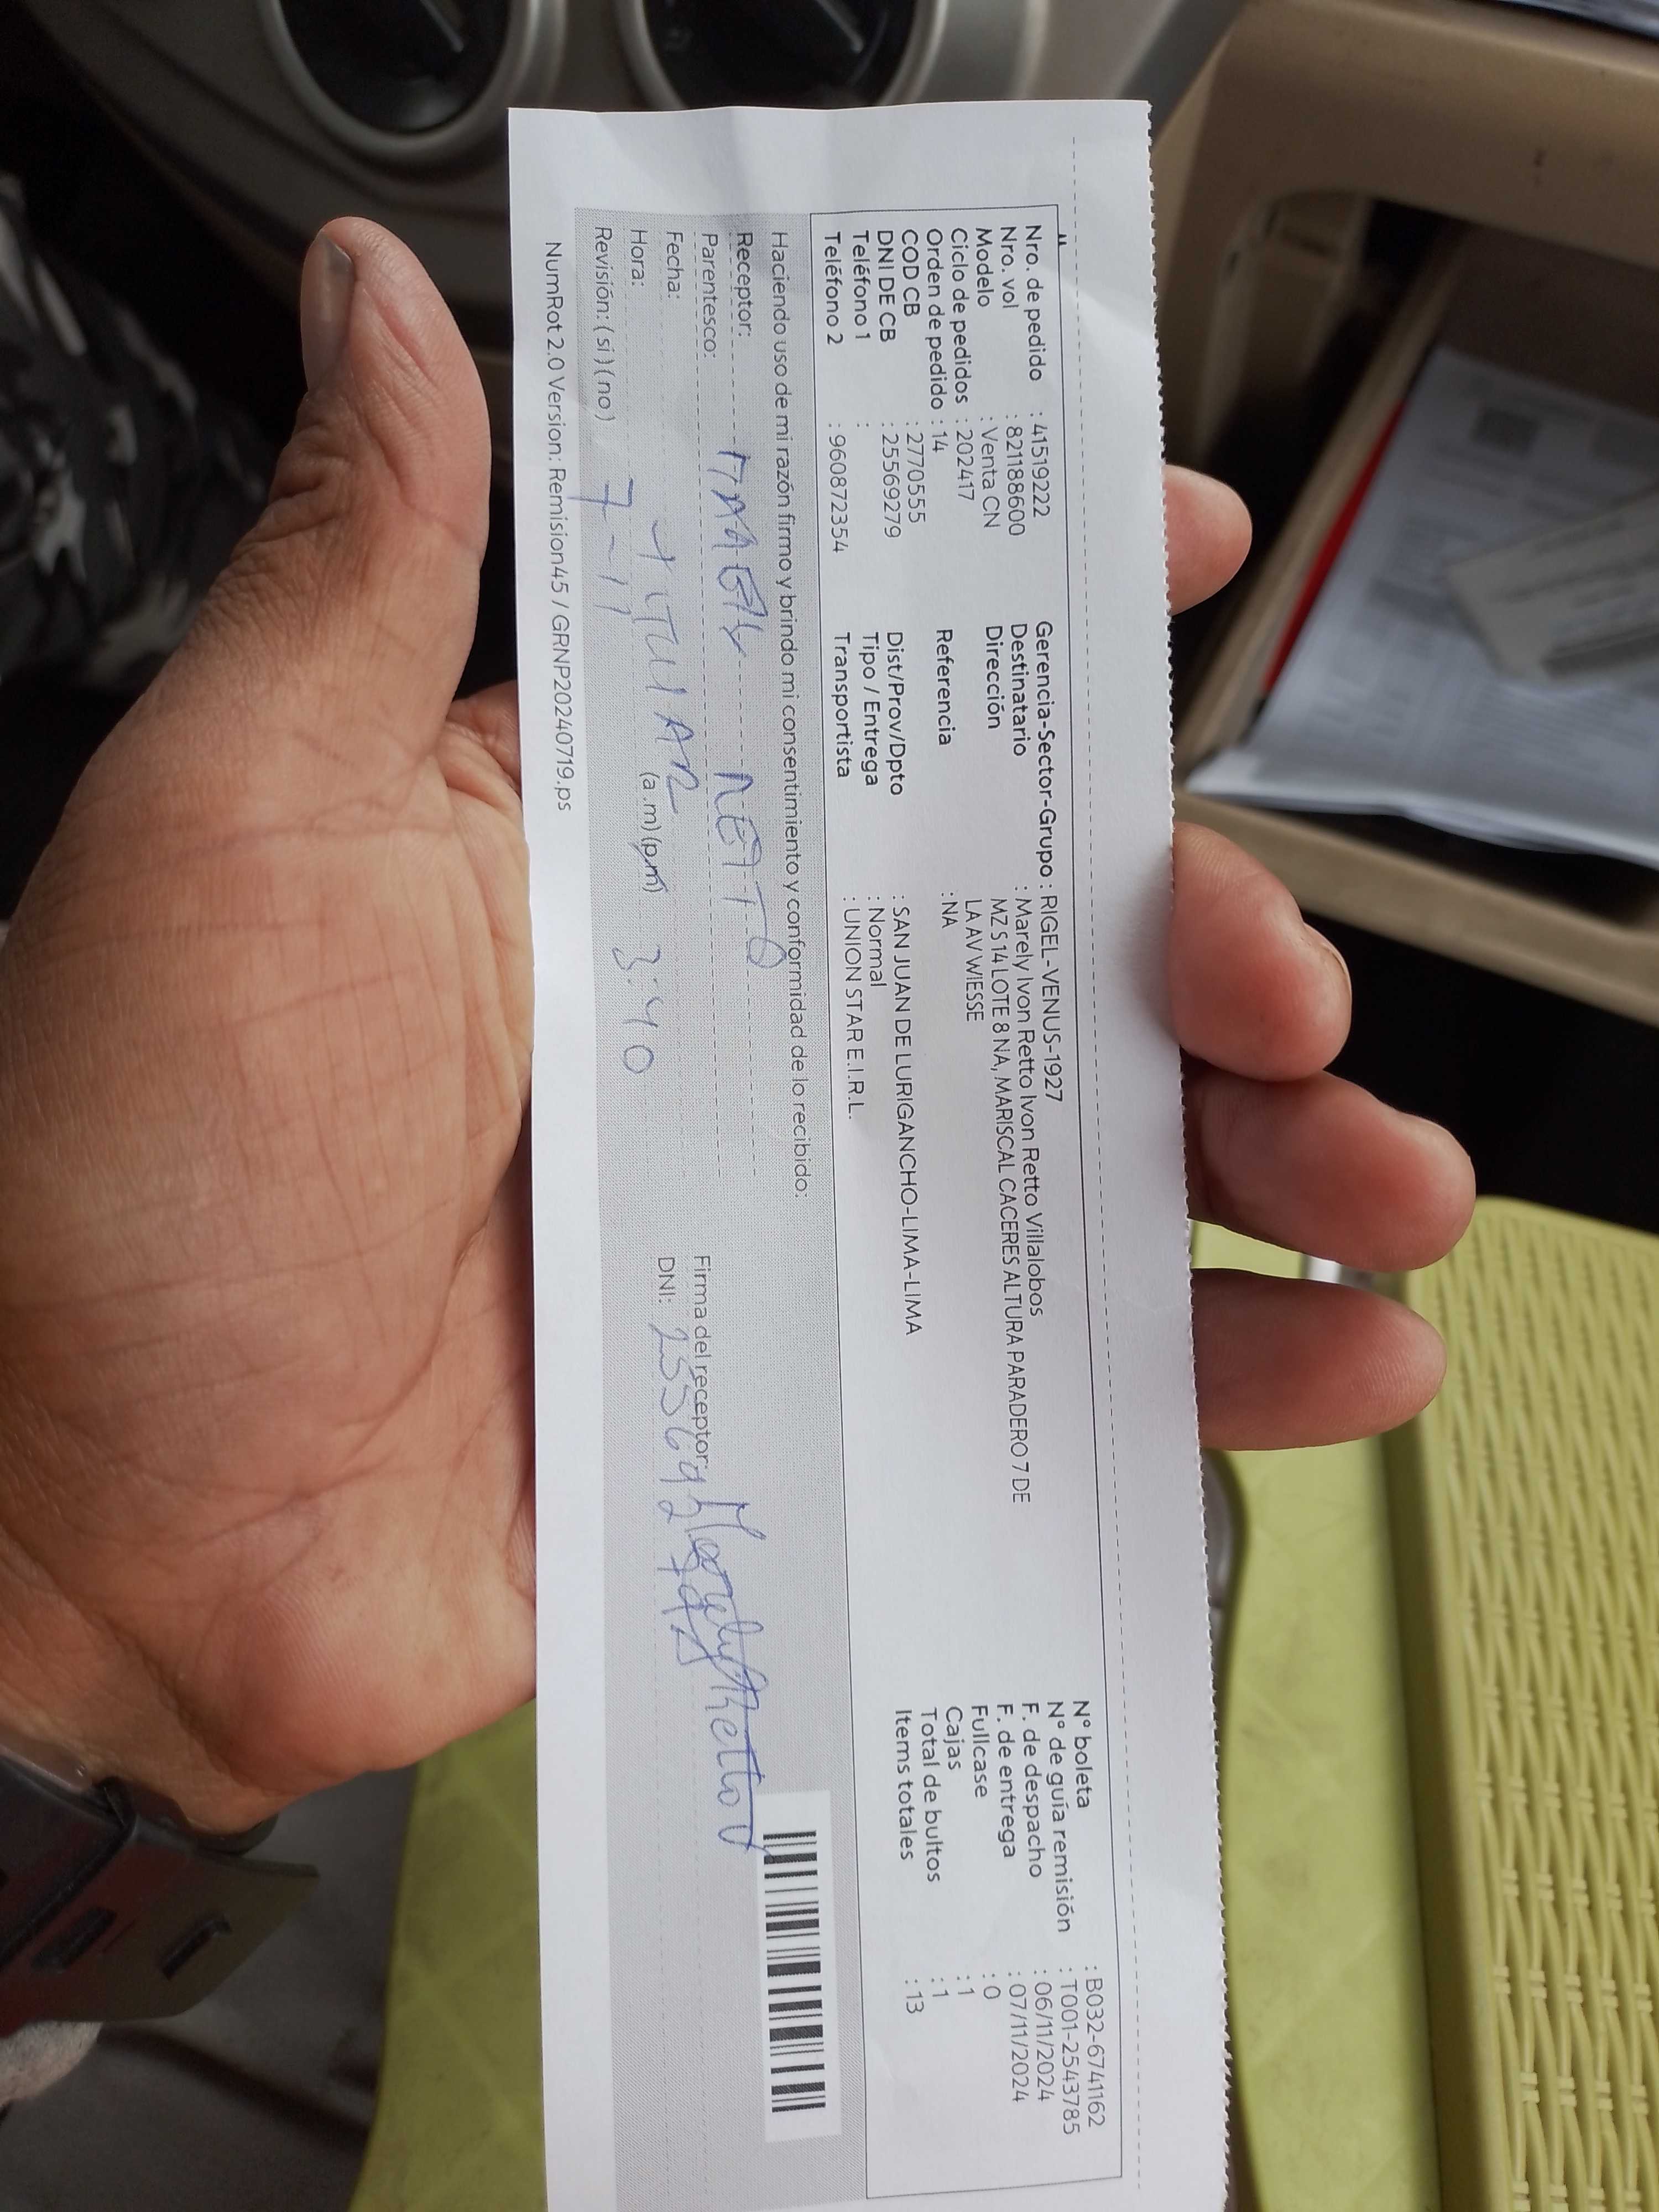 Nro. de pedido : 41519222
Nro. vol : 821188600
Modelo : Venta CN
Ciclo de pedidos : 202417
Orden de pedido : 14
COD CB : 2770555
DNI DE CB : 25569279
Teléfono 1 :
Teléfono 2 : 960872354
Gerencia-Sector-Grupo : RIGEL-VENUS-1927
Destinatario : Marely Ivon Retto Ivon Retto Villalobos
Dirección MZ S 14 LOTE 8 NA, MARISCAL CACERES ALTURA PARADERO 7 DE
LA AV WIESSE
Referencia : NA
Dist/Prov/Dpto : SAN JUAN DE LURIGANCHO-LIMA-LIMA
Tipo / Entrega : Normal
Transportista : UNION STAR E.I.R.L.
N° boleta : B032-6741162
N° de guía remisión : T001-2543785
F. de despacho : 06/11/2024
F. de entrega : 07/11/2024
Fullcase : 0
Cajas : 1
Total de bultos : 1
Items totales : 13
Haciendo uso de mi razón firmo y brindo mi consentimiento y conformidad de lo recibido:
Receptor:
Parentesco: TITULAR
Fecha: 7-11
Hora: (a.m)(pm) 3:40
Revisión: (si)(no)
Firma del receptor:
DNI:
NumRot 2.0 Version: Remision45 / GRNP20240719.ps